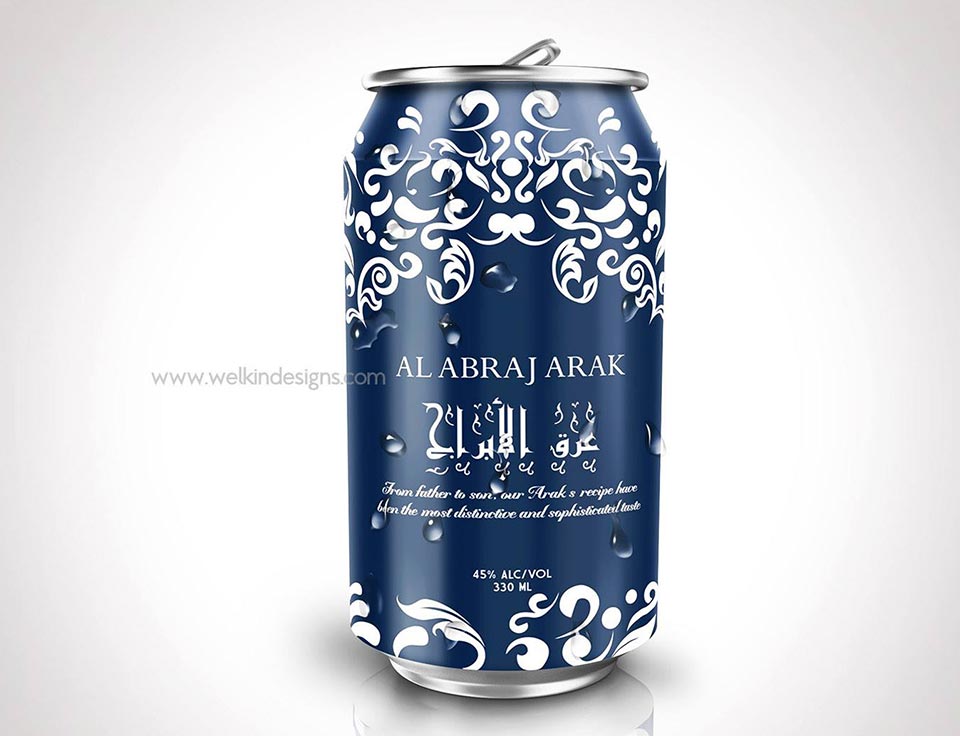 www.welkindesigns.com
AL ABRAJ ARAK
عرق الأبراج
From father to son, our Arak s recipe have
been the most distinctive and sophisticated taste
45% ALC/VOL
330 ML